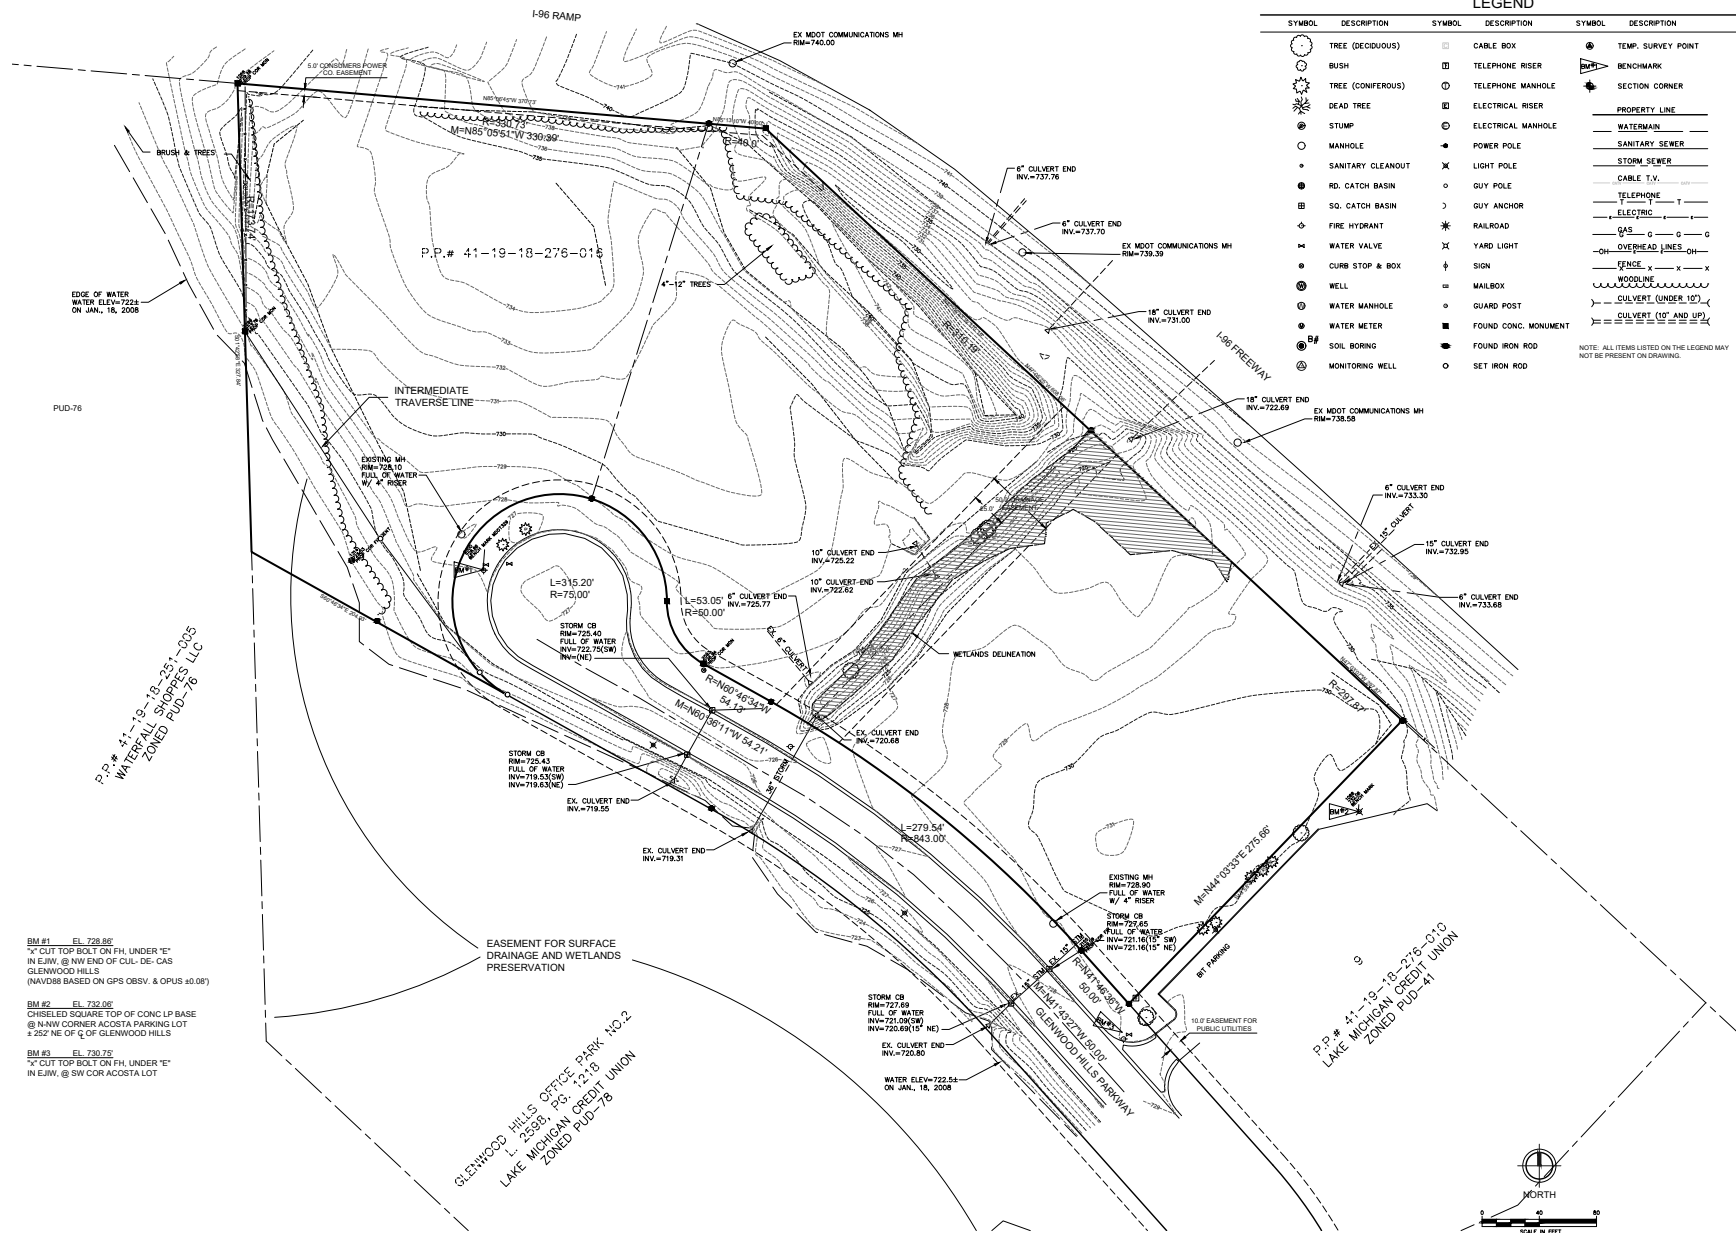 I-96 RAMP
EX MDOT COMMUNICATIONS MH
RIM=740.00
5.0' CONSUMERS POWER
CO. EASEMENT
N85°06'45"W 370.73'
R=330.73'
M=N85°05'51"W 330.39'
R=40.0'
BRUSH & TREES
P.P.# 41-19-18-276-016
4"-12" TREES
6" CULVERT END
INV.=737.76
6" CULVERT END
INV.=737.70
EX MDOT COMMUNICATIONS MH
RIM=739.39
18" CULVERT END
INV.=731.00
I-96 FREEWAY
R=310.19'
18" CULVERT END
INV.=722.69
EX MDOT COMMUNICATIONS MH
RIM=738.58
EDGE OF WATER
WATER ELEV=722±
ON JAN., 18, 2008
PUD-76
INTERMEDIATE
TRAVERSE LINE
EXISTING MH
RIM=728.10
FULL OF WATER
W/ 4" RISER
BM#1
6" CULVERT END
INV.=733.30
EX. 15" CULVERT
15" CULVERT END
INV.=732.95
6" CULVERT END
INV.=733.68
10" CULVERT END
INV.=725.22
10" CULVERT END
INV.=722.62
6" CULVERT END
INV.=725.77
EX. 6" CULVERT
L=315.20'
R=75.00'
L=53.05'
R=50.00'
STORM CB
RIM=725.40
FULL OF WATER
INV=722.75(SW)
INV=(NE)
WETLANDS DELINEATION
R=N60°46'34"W
54.13'
M=N60°36'11"W 54.21'
EX. CULVERT END
INV.=720.68
R=297.87'
P.P.# 41-19-18-251-005
WATERFALL SHOPPES LLC
ZONED PUD-76
STORM CB
RIM=725.43
FULL OF WATER
INV=719.53(SW)
INV=719.63(NE)
36" STORM
EX. CULVERT END
INV.=719.55
EX. CULVERT END
INV.=719.31
L=279.54'
R=843.00'
BM#2
M=N44°03'33"E 275.66'
EXISTING MH
RIM=728.90
FULL OF WATER
W/ 4" RISER
STORM CB
RIM=727.65
FULL OF WATER
INV=721.16(15" SW)
INV=721.16(15" NE)
BIT PARKING
EX. 15" STM
EX. 15" STM
R=N41°46'36"W
50.00'
M=N41°43'27"W 50.00'
GLENWOOD HILLS PARKWAY
STORM CB
RIM=727.69
FULL OF WATER
INV=721.09(SW)
INV=720.69(15" NE)
EX. CULVERT END
INV.=720.80
WATER ELEV=722.5±
ON JAN., 18, 2008
10.0' EASEMENT FOR
PUBLIC UTILITIES
9
P.P.# 41-19-18-276-010
LAKE MICHIGAN CREDIT UNION
ZONED PUD-41
EASEMENT FOR SURFACE
DRAINAGE AND WETLANDS
PRESERVATION
GLENWOOD HILLS OFFICE PARK NO.2
L. 2598, PG. 1218
LAKE MICHIGAN CREDIT UNION
ZONED PUD-78
BM #1 EL. 728.86'
"x" CUT TOP BOLT ON FH, UNDER "E"
IN EJIW, @ NW END OF CUL- DE- CAS
GLENWOOD HILLS
(NAVD88 BASED ON GPS OBSV. & OPUS ±0.08')
BM #2 EL. 732.06'
CHISELED SQUARE TOP OF CONC LP BASE
@ N-NW CORNER ACOSTA PARKING LOT
± 252' NE OF ℄ OF GLENWOOD HILLS
BM #3 EL. 730.75'
"x" CUT TOP BOLT ON FH, UNDER "E"
IN EJIW, @ SW COR ACOSTA LOT
LEGEND
SYMBOL DESCRIPTION SYMBOL DESCRIPTION SYMBOL DESCRIPTION
TREE (DECIDUOUS) CABLE BOX TEMP. SURVEY POINT
BUSH TELEPHONE RISER BM#1 BENCHMARK
TREE (CONIFEROUS) TELEPHONE MANHOLE SECTION CORNER
DEAD TREE ELECTRICAL RISER PROPERTY LINE
STUMP ELECTRICAL MANHOLE WATERMAIN
MANHOLE POWER POLE SANITARY SEWER
SANITARY CLEANOUT LIGHT POLE STORM SEWER
RD. CATCH BASIN GUY POLE CABLE T.V.
SQ. CATCH BASIN GUY ANCHOR TELEPHONE
FIRE HYDRANT RAILROAD ELECTRIC
WATER VALVE YARD LIGHT GAS
CURB STOP & BOX SIGN OVERHEAD LINES
WELL MAILBOX FENCE
WATER MANHOLE GUARD POST WOODLINE
WATER METER FOUND CONC. MONUMENT CULVERT (UNDER 10")
B# SOIL BORING FOUND IRON ROD CULVERT (10" AND UP)
MONITORING WELL SET IRON ROD
NOTE: ALL ITEMS LISTED ON THE LEGEND MAY
NOT BE PRESENT ON DRAWING.
NORTH
0 40 80
SCALE IN FEET